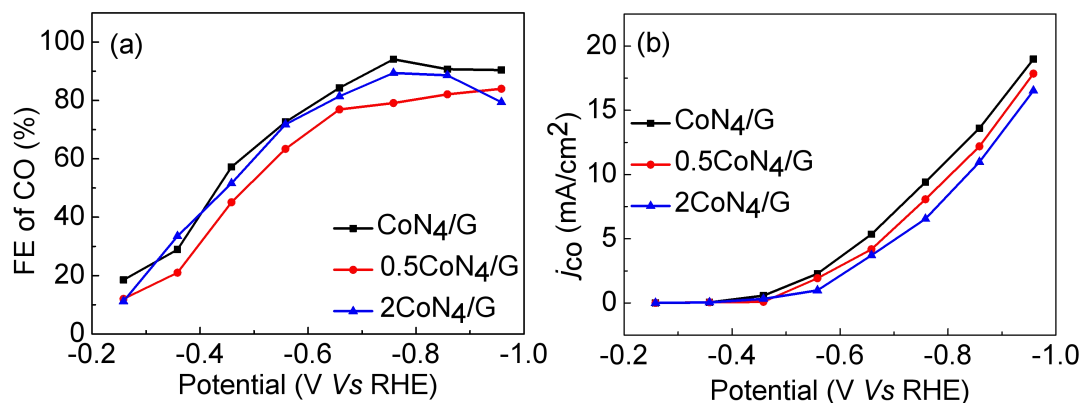 (a)
100
80
60
40
20
0
FE of CO (%)
CoN4/G
0.5CoN4/G
2CoN4/G
-0.2 -0.4 -0.6 -0.8 -1.0
Potential (V Vs RHE)
(b)
20
15
10
5
0
jco (mA/cm2)
CoN4/G
0.5CoN4/G
2CoN4/G
-0.2 -0.4 -0.6 -0.8 -1.0
Potential (V Vs RHE)